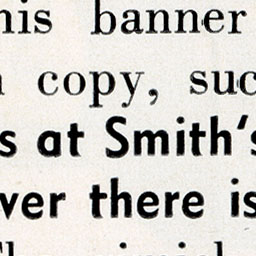 his banner
copy, suc
s at Smith's
ver there is